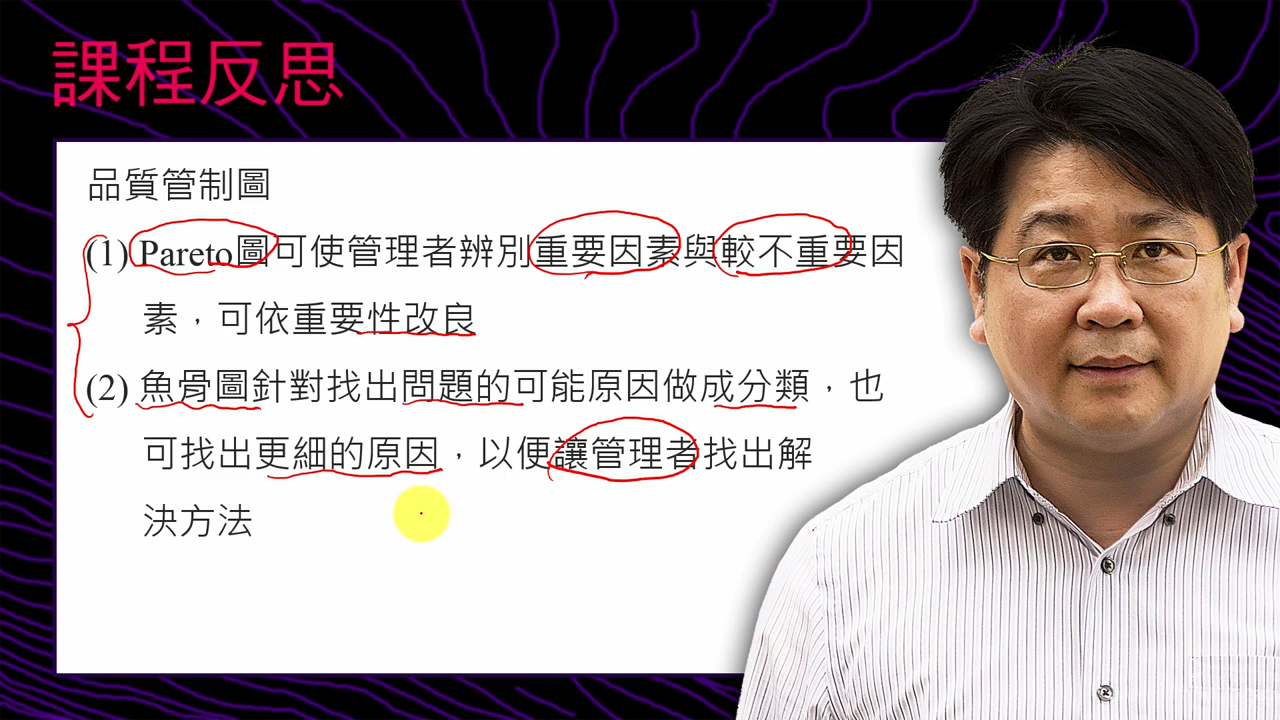 課程反思
品質管制圖
(1) Pareto圖可使管理者辨別重要因素與較不重要因
素，可依重要性改良
(2) 魚骨圖針對找出問題的可能原因做成分類，也
可找出更細的原因，以便讓管理者找出解
決方法